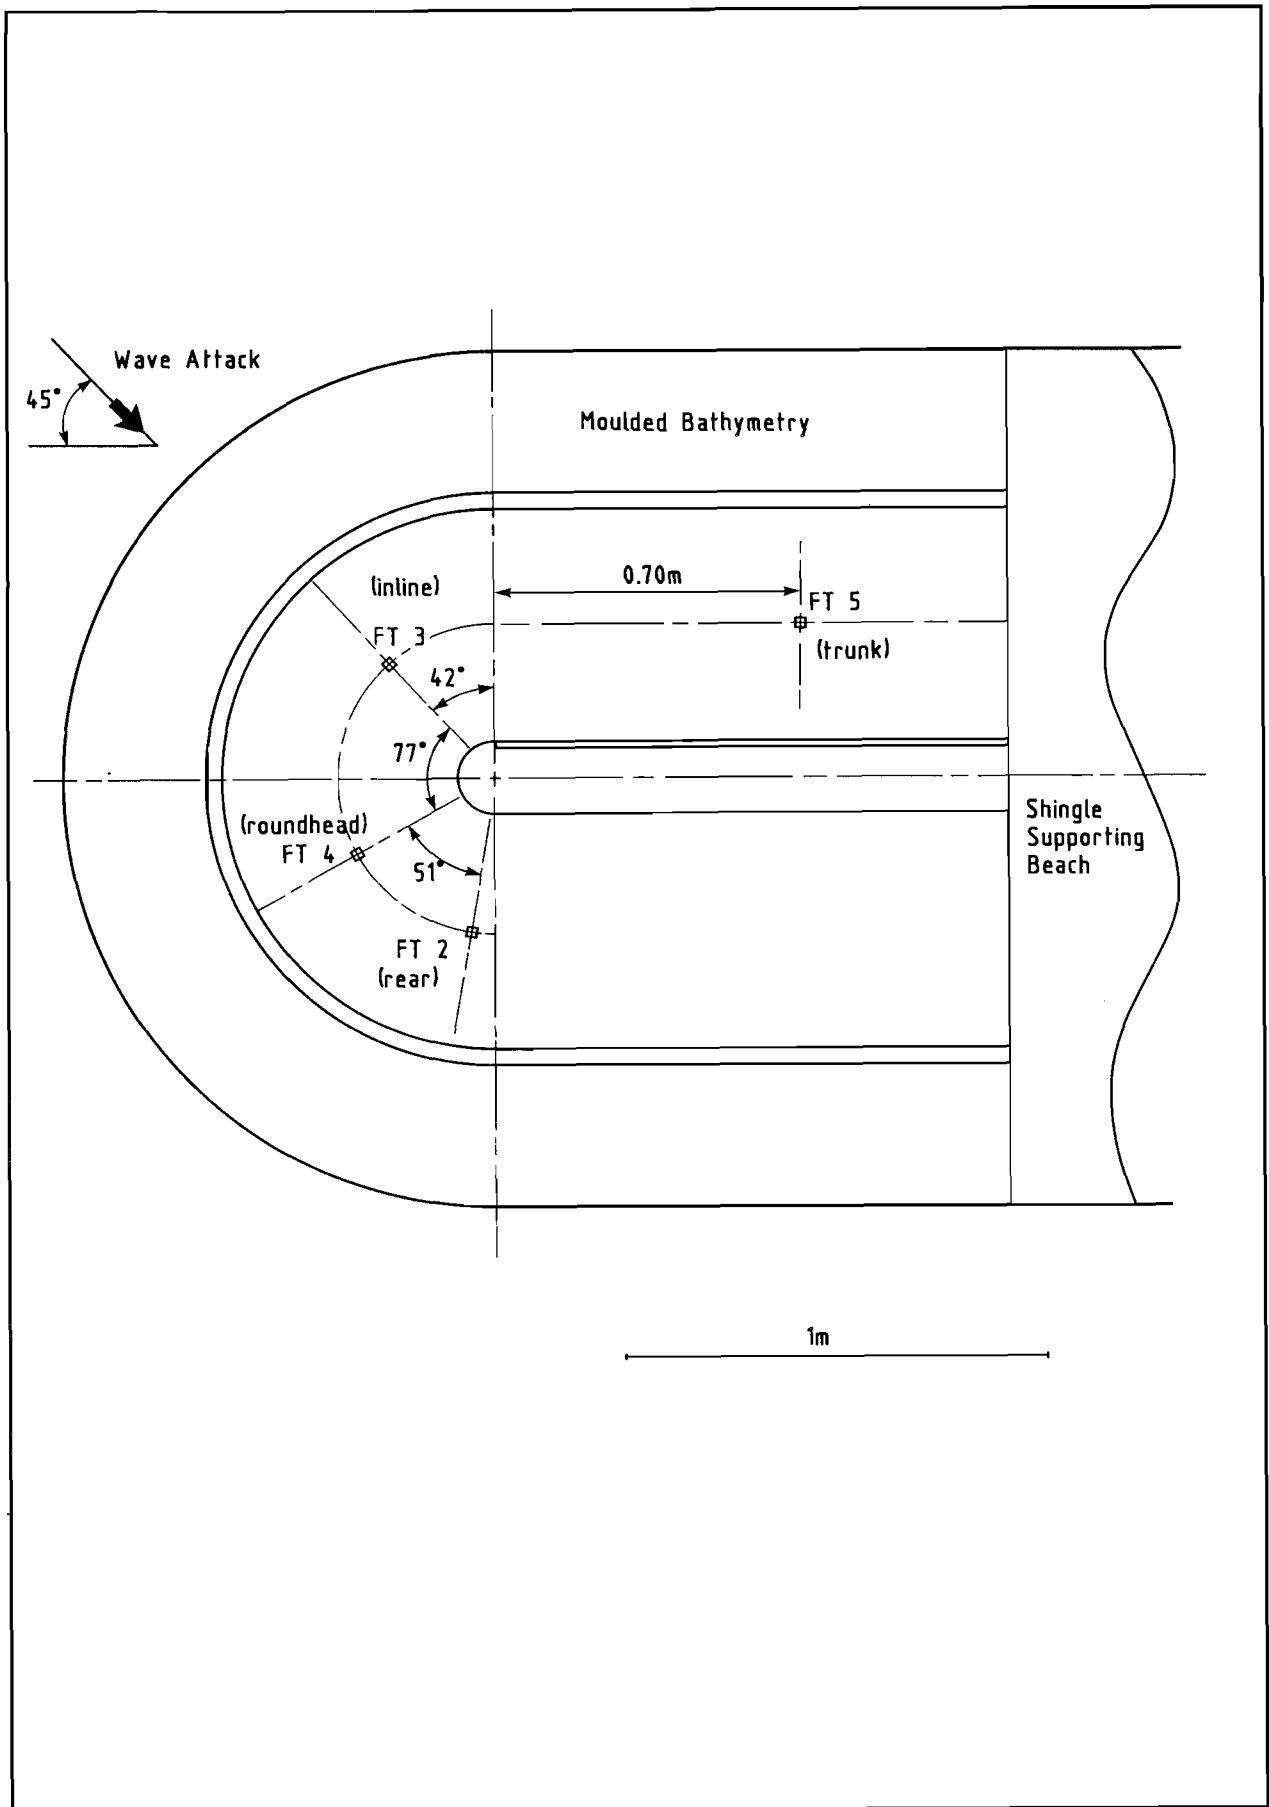 Wave Attack
45°
Moulded Bathymetry
(inline)
0.70m
FT 5
FT 3
(trunk)
42°
77°
(roundhead)
FT 4
51°
Shingle
Supporting
Beach
FT 2
(rear)
1m